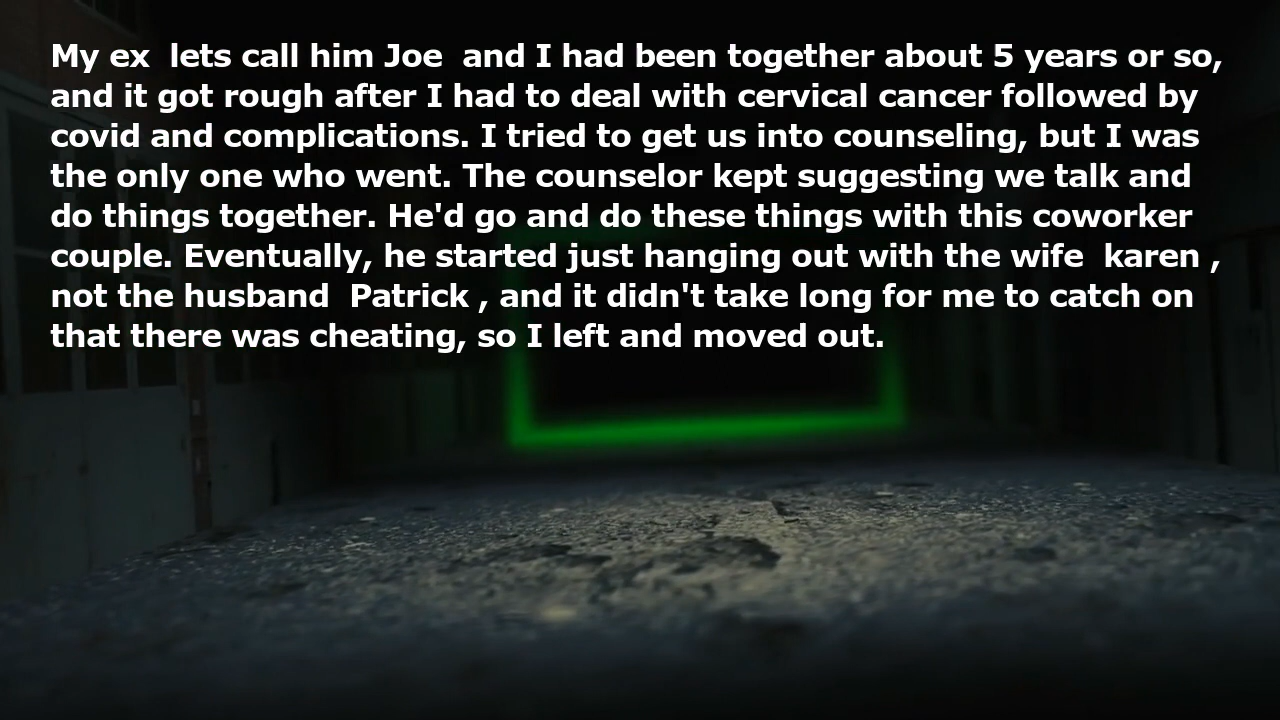 My ex  lets call him Joe  and I had been together about 5 years or so,
and it got rough after I had to deal with cervical cancer followed by
covid and complications. I tried to get us into counseling, but I was
the only one who went. The counselor kept suggesting we talk and
do things together. He'd go and do these things with this coworker
couple. Eventually, he started just hanging out with the wife  karen ,
not the husband  Patrick , and it didn't take long for me to catch on
that there was cheating, so I left and moved out.